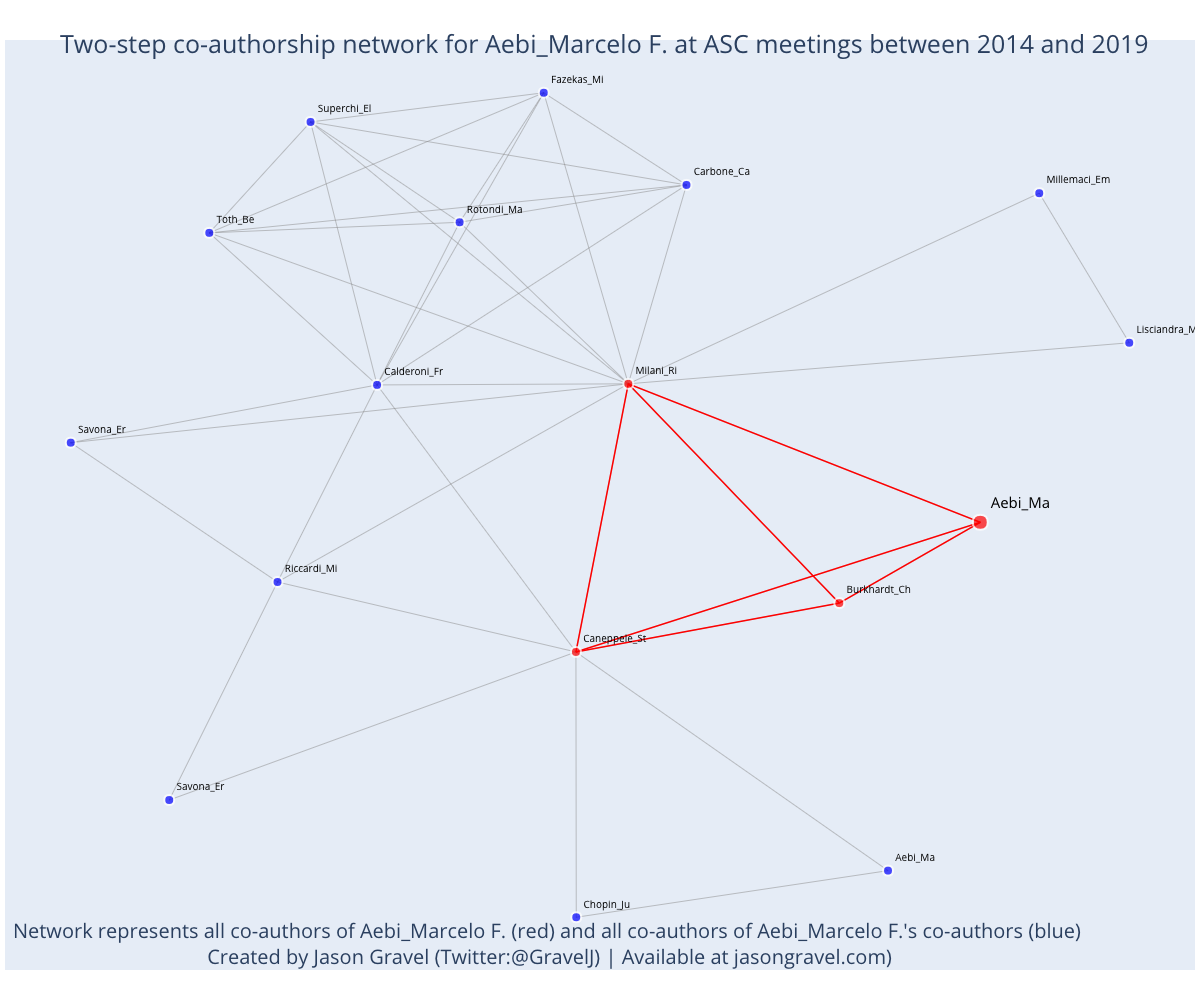 Two-step co-authorship network for Aebi_Marcelo F. at ASC meetings between 2014 and 2019
Fazekas_Mi
Superchi_El
Carbone_Ca
Millemaci_Em
Rotondi_Ma
Toth_Be
Lisciandra_M
Calderoni_Fr
Milani_Ri
Savona_Er
Aebi_Ma
Riccardi_Mi
Burkhardt_Ch
Caneppele_St
Savona_Er
Aebi_Ma
Chopin_Ju
Network represents all co-authors of Aebi_Marcelo F. (red) and all co-authors of Aebi_Marcelo F.'s co-authors (blue)
Created by Jason Gravel (Twitter:@GravelJ) | Available at jasongravel.com)